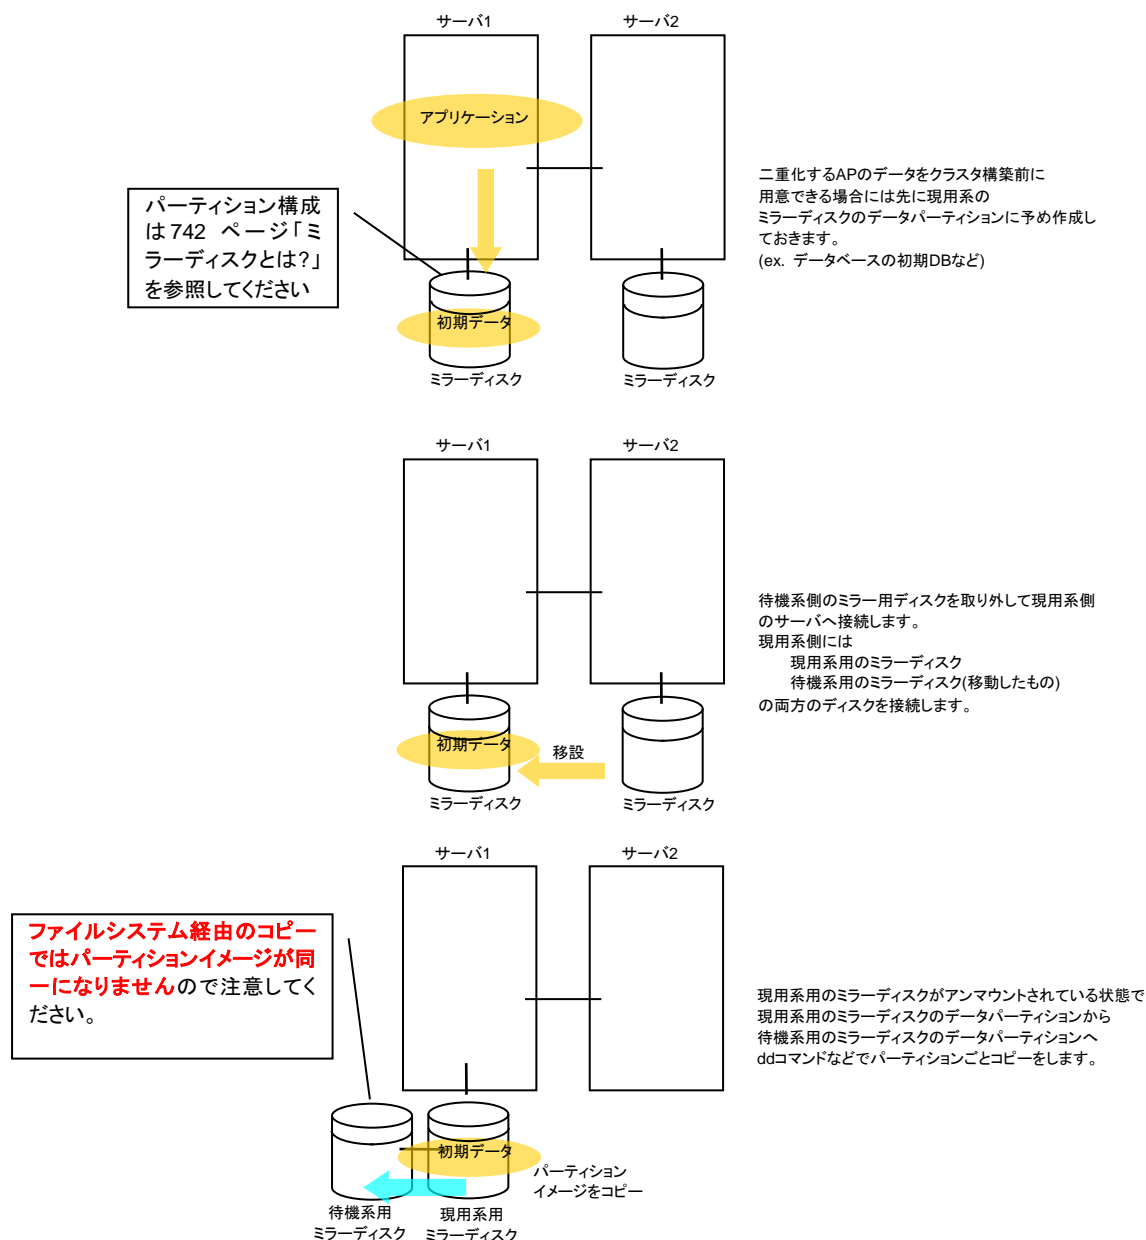 サーバ1
サーバ2
アプリケーション
パーティション構成
は742 ページ「ミ
ラーディスクとは?」
を参照してください
初期データ
ミラーディスク
ミラーディスク
二重化するAPのデータをクラスタ構築前に
用意できる場合には先に現用系の
ミラーディスクのデータパーティションに予め作成し
ておきます。
(ex. データベースの初期DBなど)
サーバ1
サーバ2
初期データ
移設
ミラーディスク
ミラーディスク
待機系側のミラー用ディスクを取り外して現用系側
のサーバへ接続します。
現用系側には
現用系用のミラーディスク
待機系用のミラーディスク(移動したもの)
の両方のディスクを接続します。
サーバ1
サーバ2
ファイルシステム経由のコピー
ではパーティションイメージが同
一になりませんので注意してく
ださい。
初期データ
パーティション
イメージをコピー
待機系用
ミラーディスク
現用系用
ミラーディスク
現用系用のミラーディスクがアンマウントされている状態で
現用系用のミラーディスクのデータパーティションから
待機系用のミラーディスクのデータパーティションへ
ddコマンドなどでパーティションごとコピーをします。